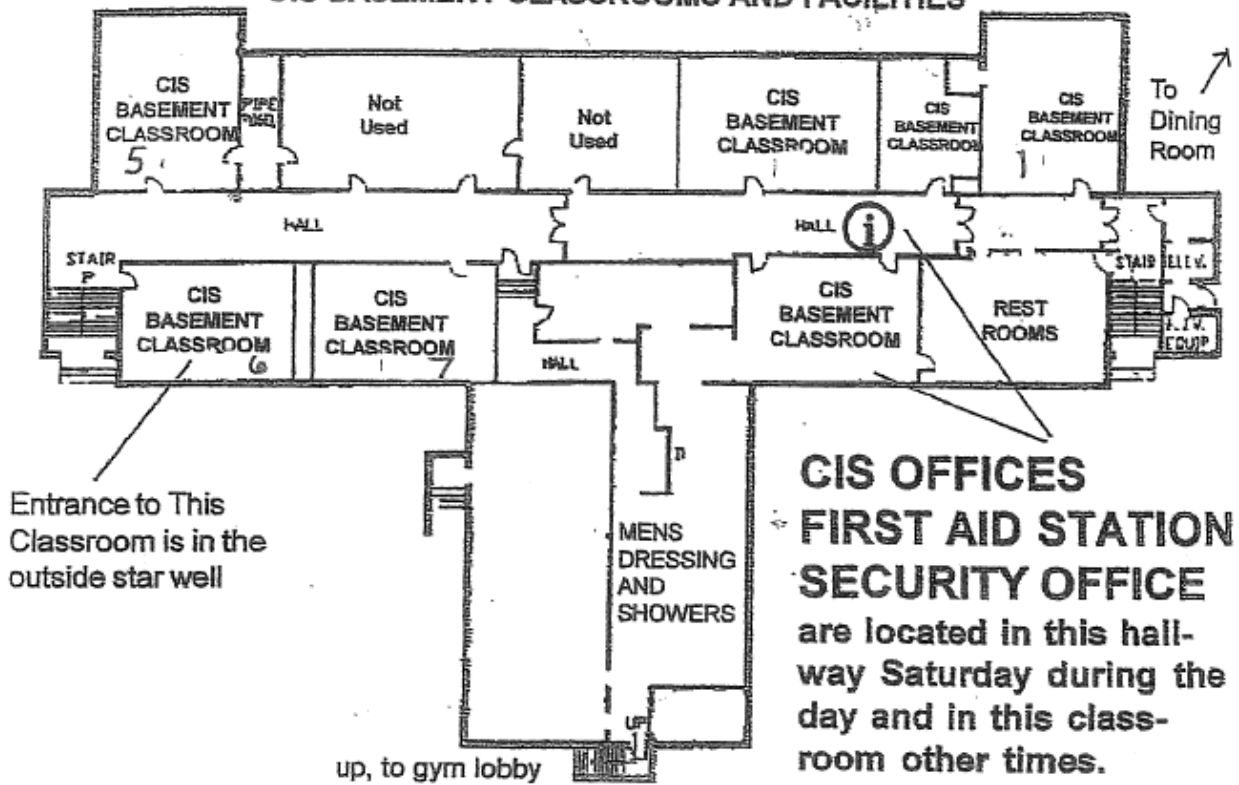 CIS BASEMENT CLASSROOMS AND FACILITIES
CIS
BASEMENT
CLASSROOM
5
PIPE
Not
Used
Not
Used
CIS
BASEMENT
CLASSROOM
CIS
BASEMENT
CLASSROOM
CIS
BASEMENT
CLASSROOM
1
To
Dining
Room
HALL
HALL
i
STAIR
P
STAIR
ELEV.
CIS
BASEMENT
CLASSROOM
6
CIS
BASEMENT
CLASSROOM
7
HALL
CIS
BASEMENT
CLASSROOM
REST
ROOMS
ELEV.
EQUIP
Entrance to This
Classroom is in the
outside star well
MENS
DRESSING
AND
SHOWERS
UP
up, to gym lobby
CIS OFFICES
FIRST AID STATION
SECURITY OFFICE
are located in this hall-
way Saturday during the
day and in this class-
room other times.